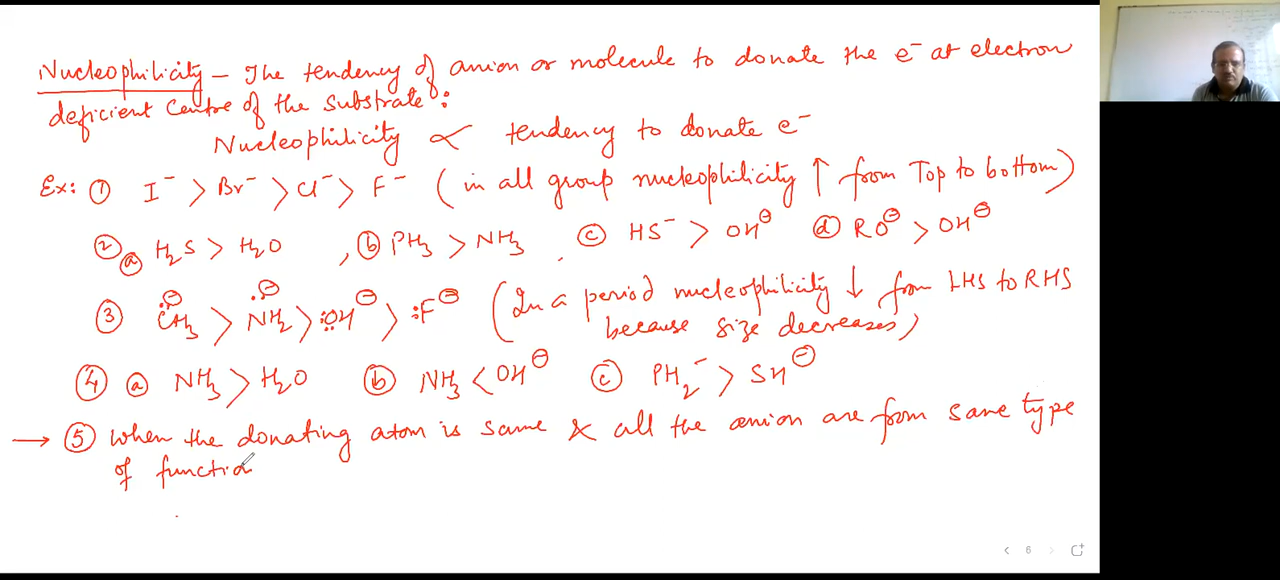 Nucleophilicity – The tendency of anion or molecule to donate the e⁻ at electron
deficient centre of the substrate:
Nucleophilicity ∝ tendency to donate e⁻
Ex: ① I⁻ > Br⁻ > Cl⁻ > F⁻ (in all group nucleophilicity ↑ from Top to bottom)
② ⓐ H₂S > H₂O , ⓑ PH₃ > NH₃ , ⓒ HS⁻ > OH⊖ ⓓ RO⊖ > OH⊖
③ :CH₃⊖ > :NH₂⊖ > :ÖH⊖ > :F⊖ (In a period nucleophilicity ↓ from LHS to RHS
because size decreases)
④ ⓐ NH₃ > H₂O ⓑ NH₃ < OH⊖ ⓒ PH₂⁻ > SH⊖
→ ⑤ When the donating atom is same & all the anion are from same type
of functio
6